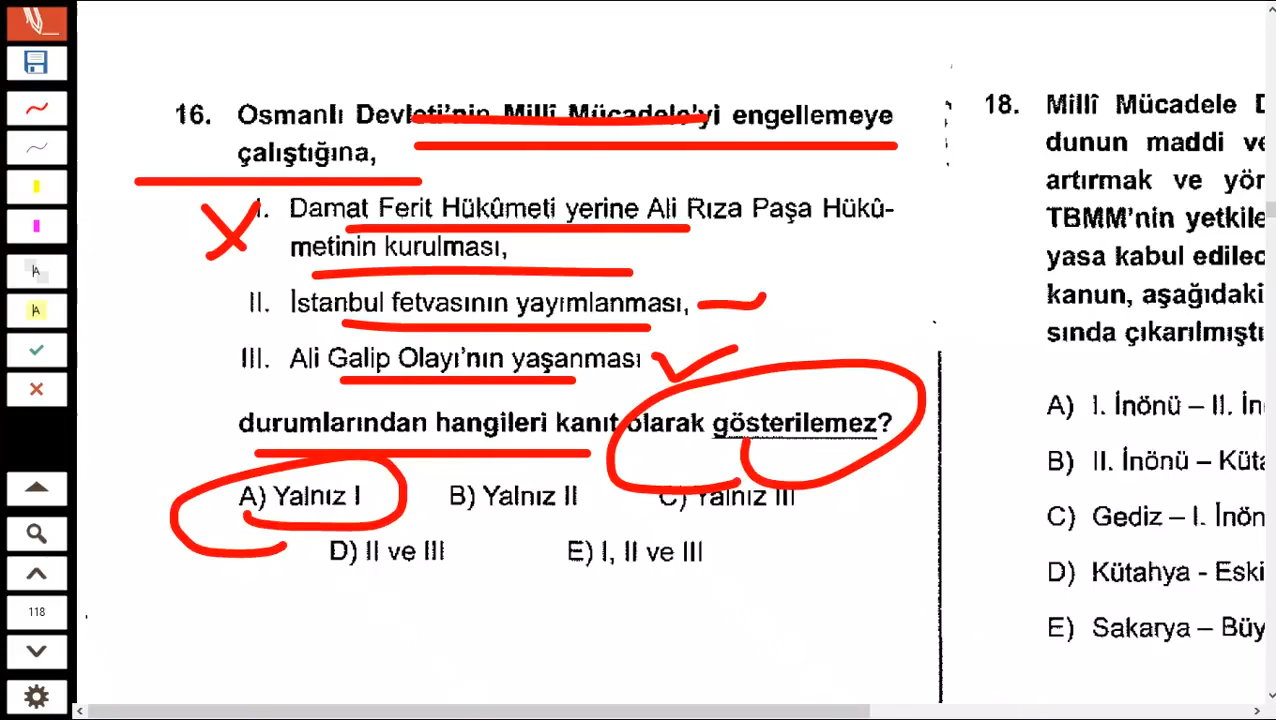 16. Osmanlı Devleti'nin Millî Mücadele'yi engellemeye
çalıştığına,
I. Damat Ferit Hükûmeti yerine Ali Rıza Paşa Hükû-
metinin kurulması,
II. İstanbul fetvasının yayımlanması,
III. Ali Galip Olayı'nın yaşanması
durumlarından hangileri kanıt olarak gösterilemez?
A) Yalnız I B) Yalnız II C) Yalnız III
D) II ve III E) I, II ve III
18. Millî Mücadele D
dunun maddi ve
artırmak ve yör
TBMM'nin yetkile
yasa kabul edilec
kanun, aşağıdaki
sında çıkarılmıştı
A) I. İnönü – II. İn
B) II. İnönü – Küta
C) Gediz – I. İnön
D) Kütahya - Eski
E) Sakarya – Büy
118